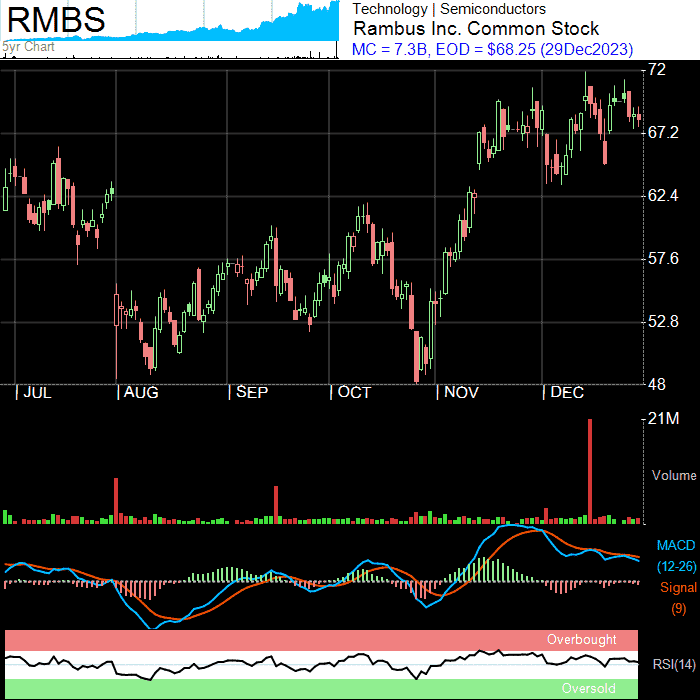 RMBS
5yr Chart
Technology | Semiconductors
Rambus Inc. Common Stock
MC = 7.3B, EOD = $68.25 (29Dec2023)
72
67.2
62.4
57.6
52.8
48
JUL AUG SEP OCT NOV DEC
21M
Volume
MACD
(12-26)
Signal
(9)
Overbought
RSI(14)
Oversold